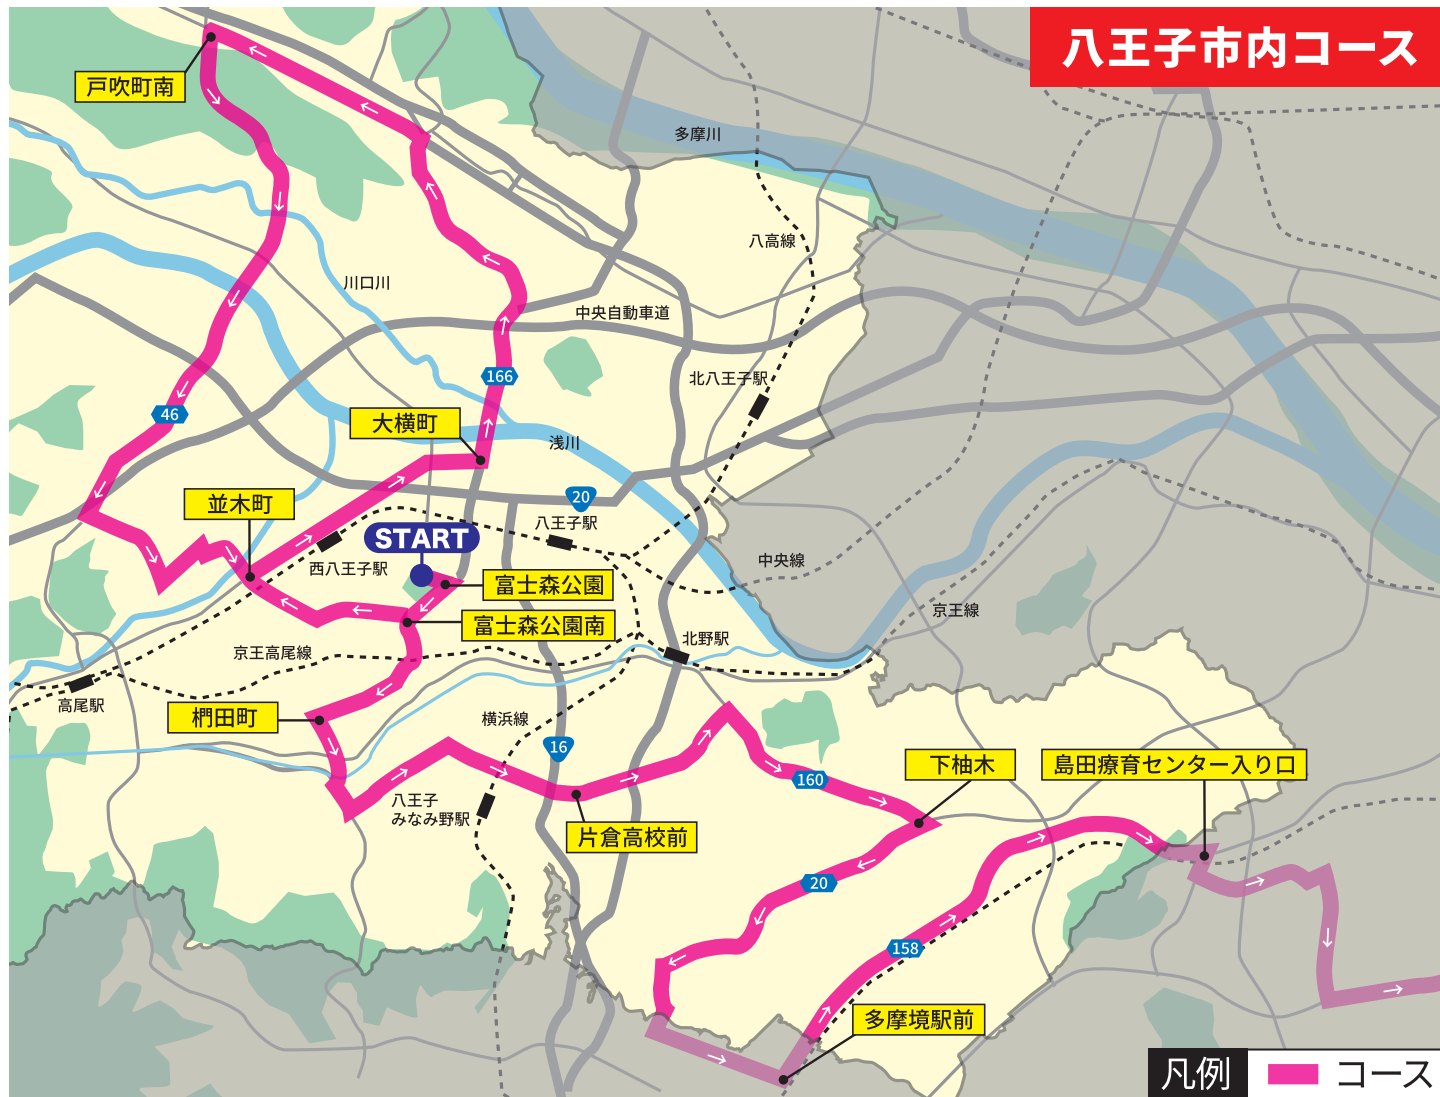 八王子市内コース
戸吹町南
多摩川
八高線
川口川
中央自動車道
166
北八王子駅
46
大横町
浅川
並木町
20
八王子駅
START
西八王子駅
中央線
富士森公園
京王線
富士森公園南
北野駅
京王高尾線
高尾駅
椚田町
横浜線
16
下柚木
島田療育センター入り口
160
八王子
みなみ野駅
片倉高校前
20
158
多摩境駅前
凡例
コース